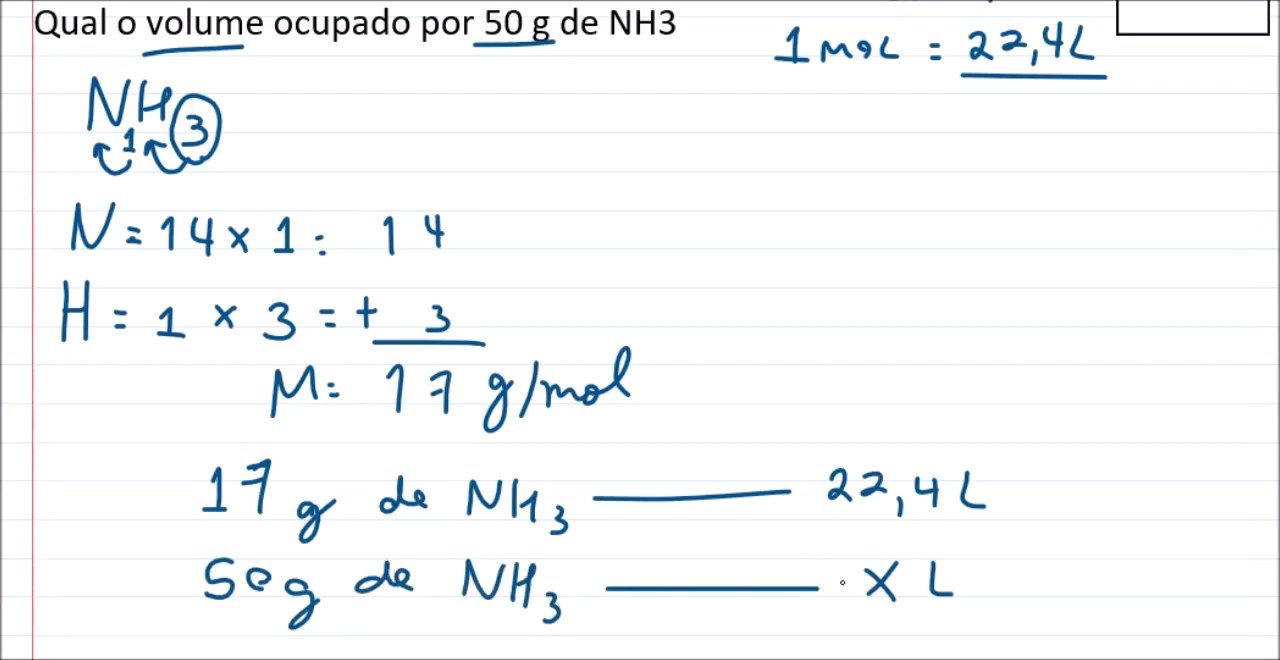 Qual o volume ocupado por 50 g de NH3
1 mol = 22,4L
NH3
1
N = 14 x 1 = 14
H = 1 x 3 = + 3
M = 17 g/mol
17 g de NH3 22,4 L
50g de NH3 X L